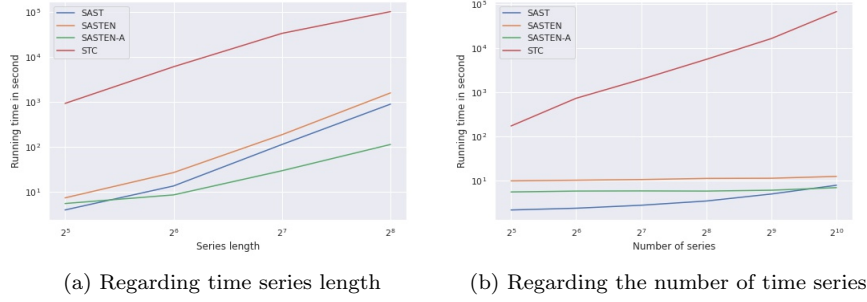 10⁵
10⁴
10³
10²
10¹
Running time in second
SAST
SASTEN
SASTEN-A
STC
2⁵ 2⁶ 2⁷ 2⁸
Series length
(a) Regarding time series length
10⁵
10⁴
10³
10²
10¹
Running time in second
SAST
SASTEN
SASTEN-A
STC
2⁵ 2⁶ 2⁷ 2⁸ 2⁹ 2¹⁰
Number of series
(b) Regarding the number of time series